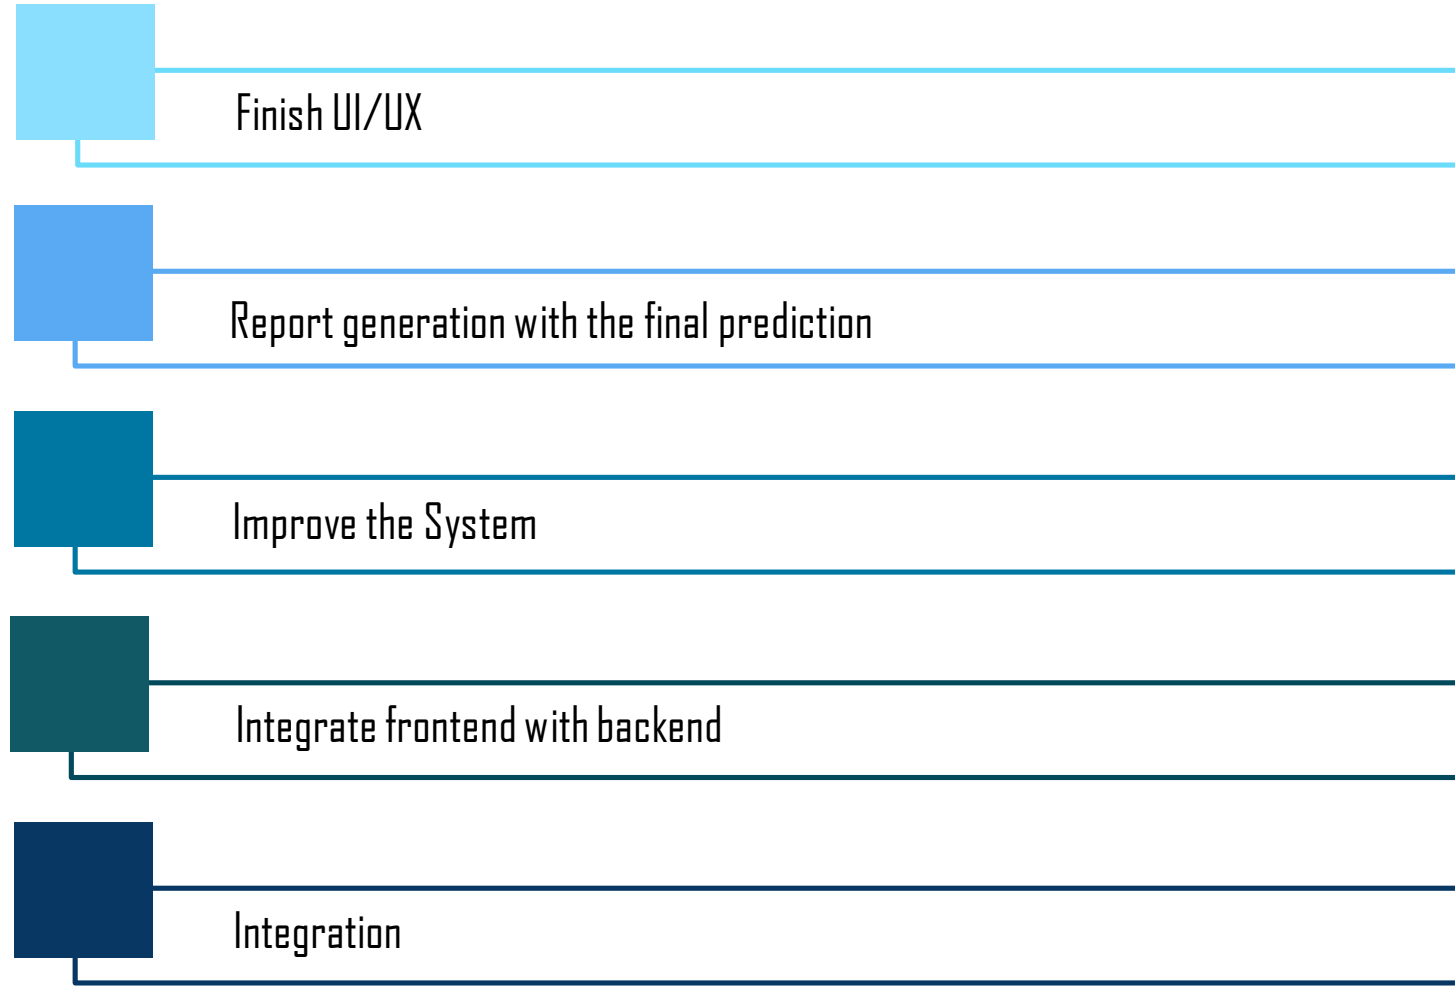 Finish UI/UX
Report generation with the final prediction
Improve the System
Integrate frontend with backend
Integration